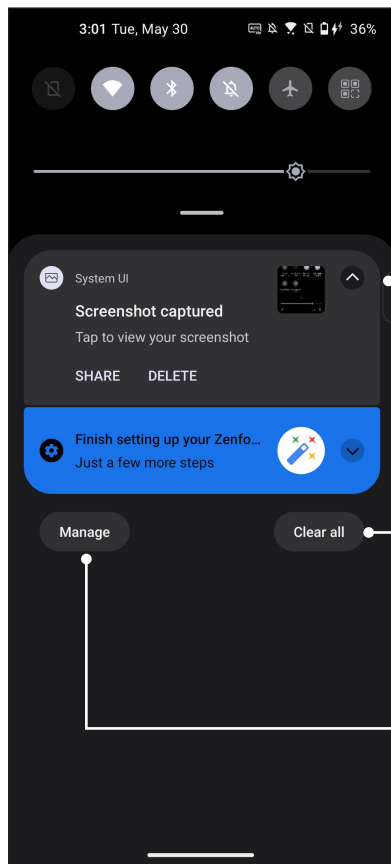 3:01 Tue, May 30
36%
System UI
Screenshot captured
Tap to view your screenshot
SHARE DELETE
Finish setting up your Zenfo...
Just a few more steps
Manage
Clear all